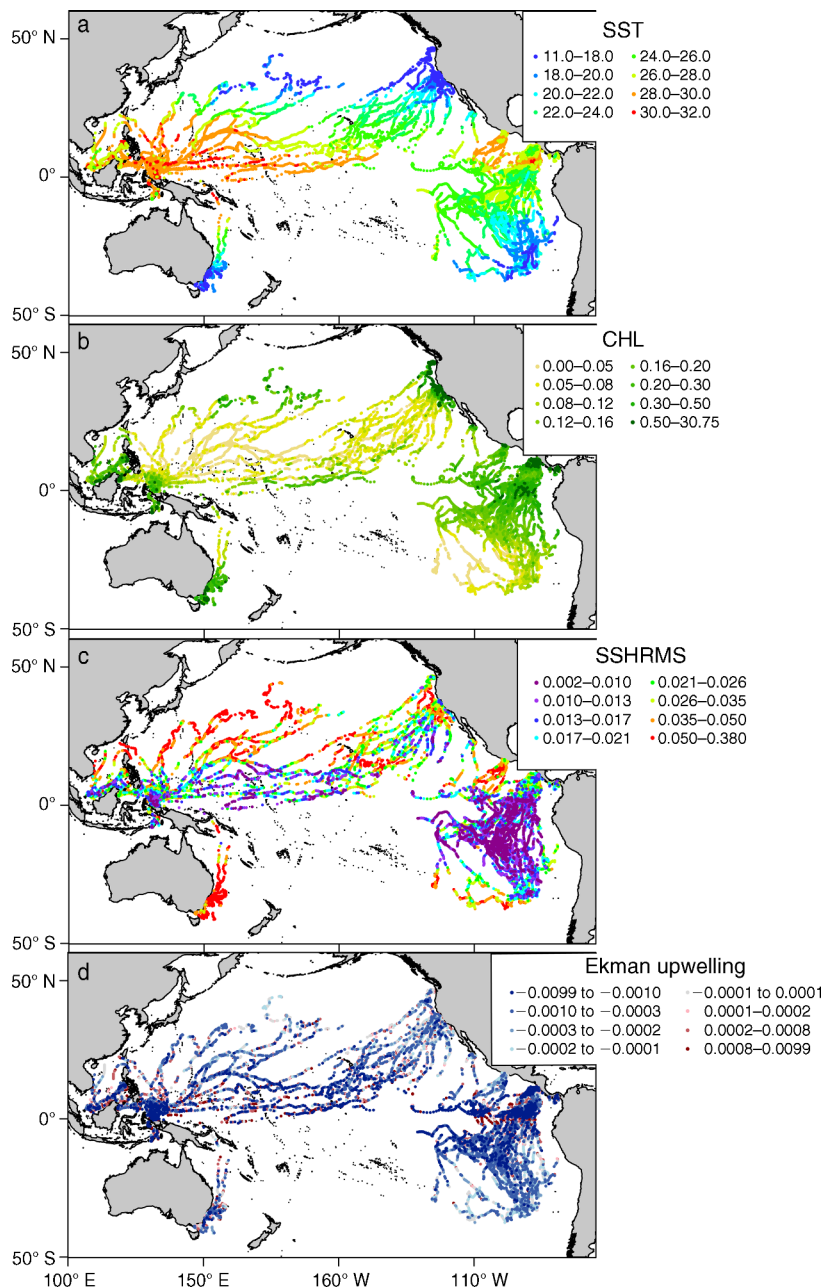 50° N
a
SST
11.0–18.0 24.0–26.0
18.0–20.0 26.0–28.0
20.0–22.0 28.0–30.0
22.0–24.0 30.0–32.0
0°
50° S
b
CHL
50° N
0.00–0.05 0.16–0.20
0.05–0.08 0.20–0.30
0.08–0.12 0.30–0.50
0.12–0.16 0.50–30.75
0°
50° S
c
SSHRMS
50° N
0.002–0.010 0.021–0.026
0.010–0.013 0.026–0.035
0.013–0.017 0.035–0.050
0.017–0.021 0.050–0.380
0°
50° S
d
Ekman upwelling
50° N
−0.0099 to −0.0010 −0.0001 to 0.0001
−0.0010 to −0.0003 0.0001–0.0002
−0.0003 to −0.0002 0.0002–0.0008
−0.0002 to −0.0001 0.0008–0.0099
0°
50° S
100° E 150° E 160° W 110° W